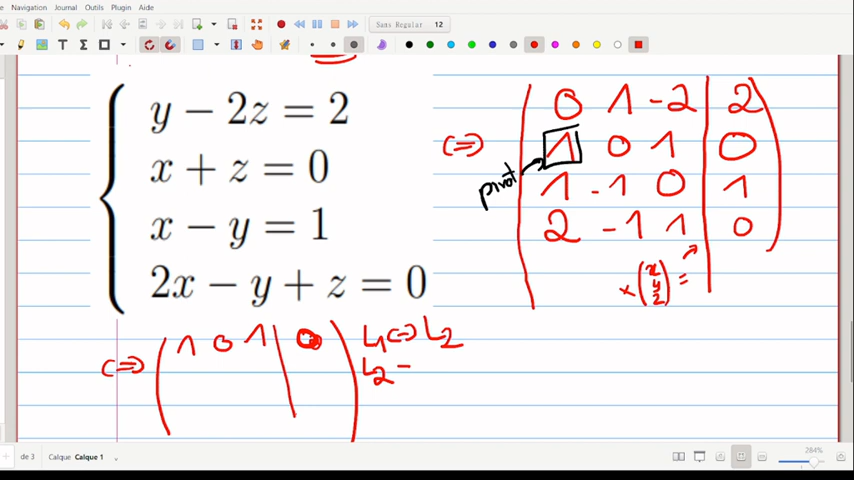 Navigation Journal Outils Plugin Aide
Sans Regular 12
y − 2z = 2
x + z = 0
x − y = 1
2x − y + z = 0
⇔ 0 1 -2 | 2
pivot 1 0 1 | 0
1 -1 0 | 1
2 -1 1 | 0
× (x y z) =
⇔ ( 1 0 1 | 0 ) L1 ⇔ L2
L2 -
284%
de 3 Calque Calque 1